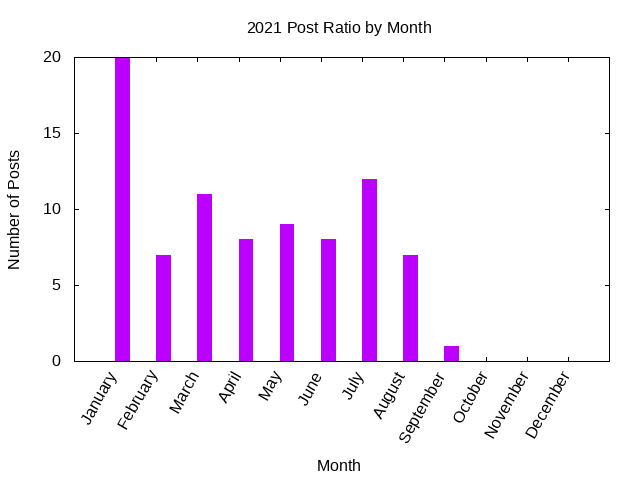 2021 Post Ratio by Month
Number of Posts
20
15
10
5
0
January
February
March
April
May
June
July
August
September
October
November
December
Month